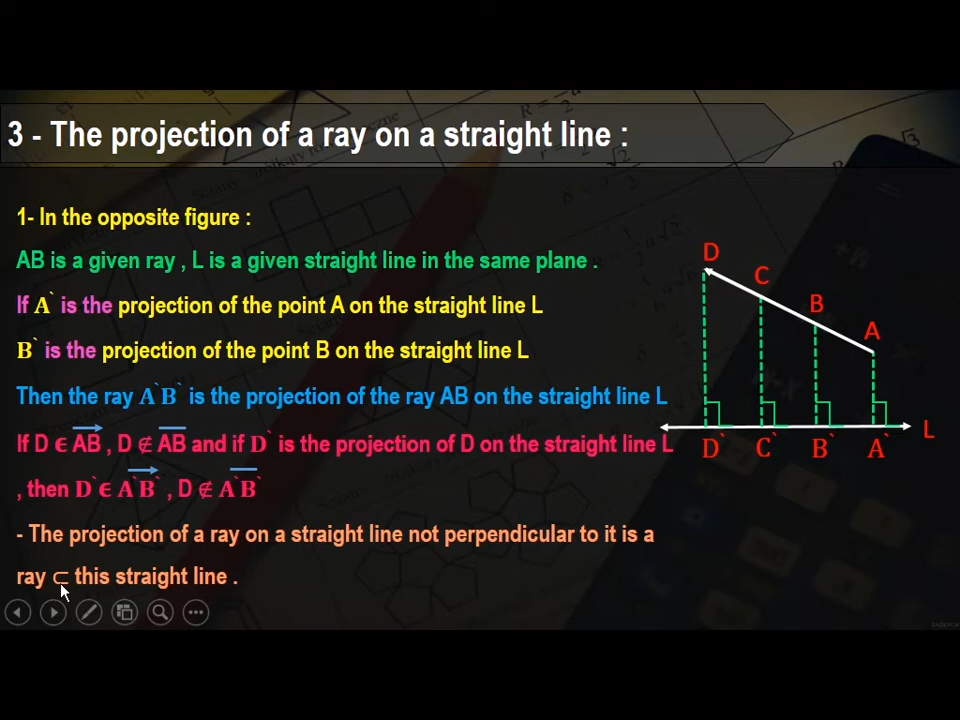 3 - The projection of a ray on a straight line :
1- In the opposite figure :
AB is a given ray , L is a given straight line in the same plane .
If A` is the projection of the point A on the straight line L
B` is the projection of the point B on the straight line L
Then the ray A`B` is the projection of the ray AB on the straight line L
If D ϵ AB , D ∉ AB and if D` is the projection of D on the straight line L
, then D`ϵ A`B` , D ∉ A`B`
- The projection of a ray on a straight line not perpendicular to it is a
ray ⊂ this straight line .
D
C
B
A
L
D`
C`
B`
A`